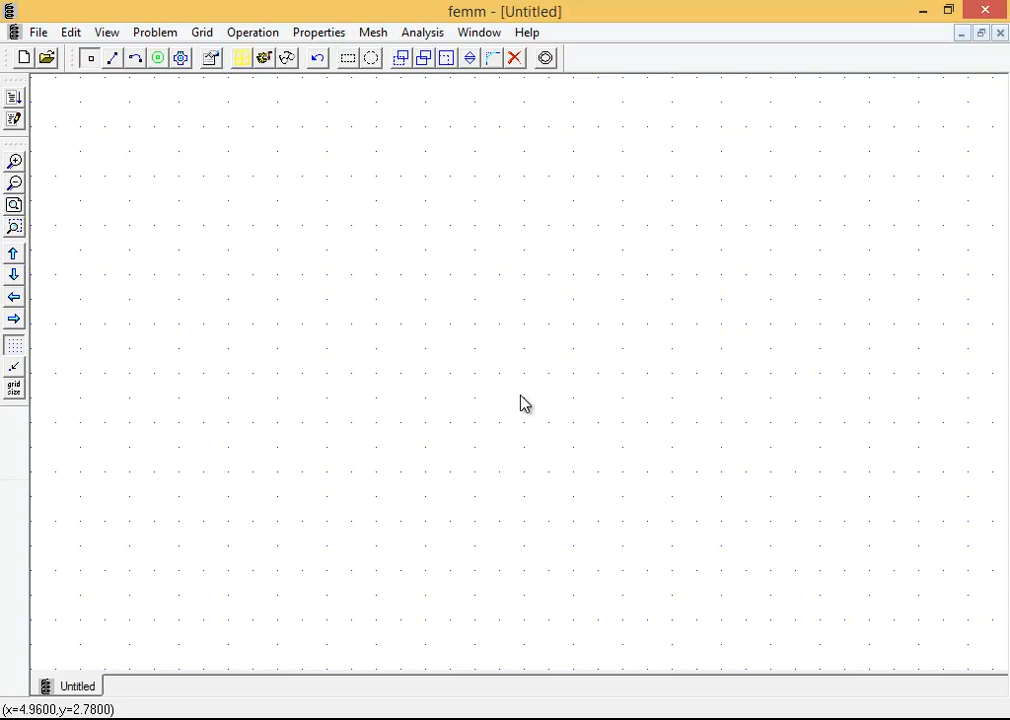 femm - [Untitled]
File Edit View Problem Grid Operation Properties Mesh Analysis Window Help
grid
size
Untitled
(x=4.9600,y=2.7800)